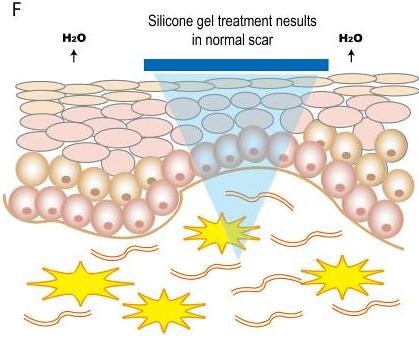 F
Silicone gel treatment nesults
in normal scar
H₂O
H₂O